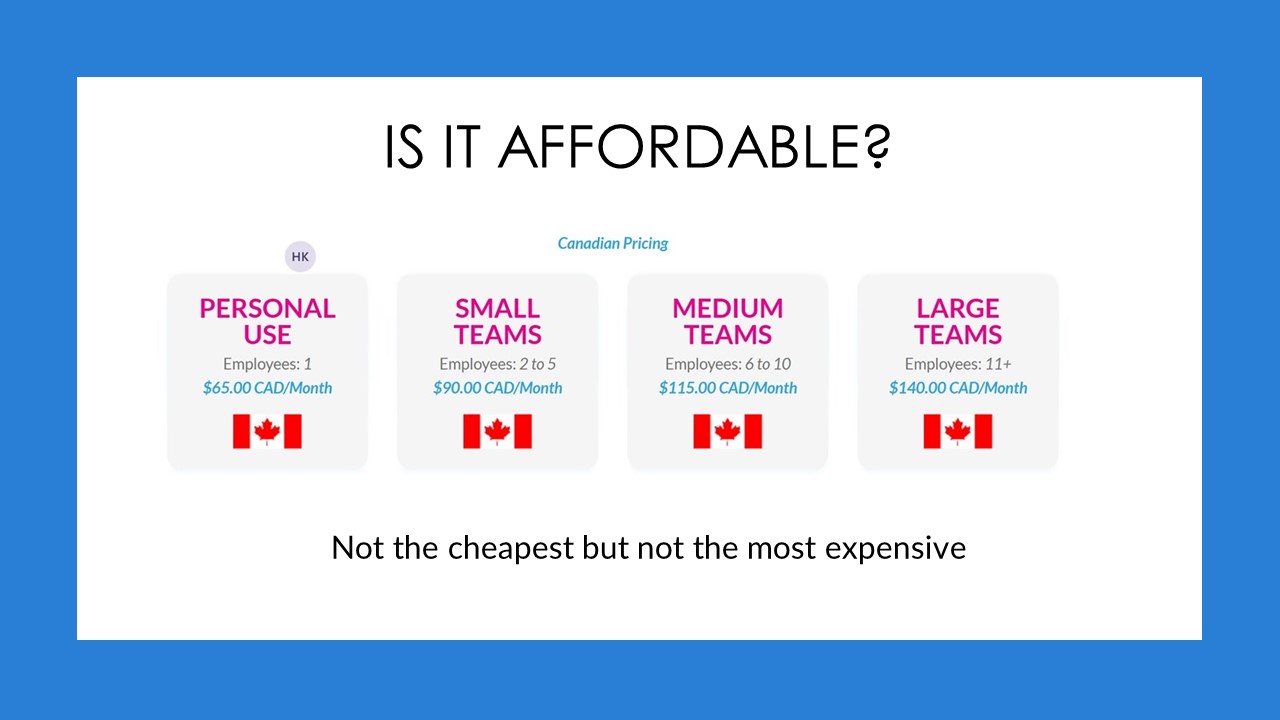 IS IT AFFORDABLE?
Canadian Pricing
HK
PERSONAL
USE
Employees: 1
$65.00 CAD/Month
SMALL
TEAMS
Employees: 2 to 5
$90.00 CAD/Month
MEDIUM
TEAMS
Employees: 6 to 10
$115.00 CAD/Month
LARGE
TEAMS
Employees: 11+
$140.00 CAD/Month
Not the cheapest but not the most expensive